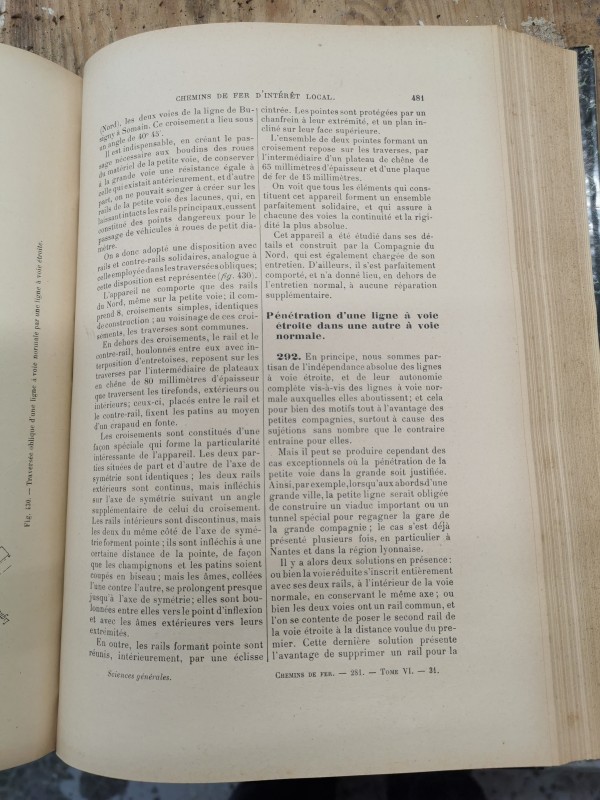 CHEMINS DE FER D'INTÉRÊT LOCAL.
481
(Nord), les deux voies de la ligne de Bu-
signy à Somain. Ce croisement a lieu sous
un angle de 40° 45'.
Il est indispensable, en créant le pas-
sage nécessaire aux boudins des roues
du matériel de la petite voie, de conserver
à la grande voie une résistance égale à
celle qui existait antérieurement, et d'autre
part, on ne pouvait songer à créer sur les
rails de la petite voie des lacunes, qui, en
laissant intacts les rails principaux, eussent
constitué des points dangereux pour le
passage de véhicules à roues de petit dia-
mètre.
On a donc adopté une disposition avec
rails et contre-rails solidaires, analogue à
celle employée dans les traversées obliques;
cette disposition est représentée (fig. 430).
L'appareil ne comporte que des rails
du Nord, même sur la petite voie; il com-
prend 8, croisements simples, identiques
de construction; au voisinage de ces croi-
sements, les traverses sont communes.
En dehors des croisements, le rail et le
contre-rail, boulonnés entre eux avec in-
terposition d'entretoises, reposent sur les
traverses par l'intermédiaire de plateaux
en chêne de 80 millimètres d'épaisseur
que traversent les tirefonds, extérieurs ou
intérieurs; ceux-ci, placés entre le rail et
le contre-rail, fixent les patins au moyen
d'un crapaud en fonte.
Les croisements sont constitués d'une
façon spéciale qui forme la particularité
intéressante de l'appareil. Les deux par-
ties situées de part et d'autre de l'axe de
symétrie sont identiques; les deux rails
extérieurs sont continus, mais infléchis
sur l'axe de symétrie suivant un angle
supplémentaire de celui du croisement.
Les rails intérieurs sont discontinus, mais
les deux du même côté de l'axe de symé-
trie forment pointe; ils sont infléchis à une
certaine distance de la pointe, de façon
que les champignons et les patins soient
rompés en biseau; mais les âmes, collées
l'une contre l'autre, se prolongent presque
jusqu'à l'axe de symétrie; elles sont bou-
lonnées entre elles vers le point d'inflexion
et avec les âmes extérieures vers leurs
extrémités.
En outre, les rails formant pointe sont
réunis, intérieurement, par une éclisse
cintrée. Les pointes sont protégées par un
chanfrein à leur extrémité, et un plan in-
cliné sur leur face supérieure.
L'ensemble de deux pointes formant un
croisement repose sur les traverses, par
l'intermédiaire d'un plateau de chêne de
65 millimètres d'épaisseur et d'une plaque
de fer de 15 millimètres.
On voit que tous les éléments qui cons-
tituent cet appareil forment un ensemble
parfaitement solidaire, et qui assure à
chacune des voies la continuité et la rigi-
dité la plus absolue.
Cet appareil a été étudié dans ses dé-
tails et construit par la Compagnie du
Nord, qui est également chargée de son
entretien. D'ailleurs, il s'est parfaitement
comporté, et n'a donné lieu, en dehors de
l'entretien normal, à aucune réparation
supplémentaire.
Pénétration d'une ligne à voie
étroite dans une autre à voie
normale.
292. En principe, nous sommes par-
tisan de l'indépendance absolue des lignes
à voie étroite, et de leur autonomie
complète vis-à-vis des lignes à voie nor-
male auxquelles elles aboutissent; et cela
pour bien des motifs tout à l'avantage des
petites compagnies, surtout à cause des
sujétions sans nombre que le contraire
entraîne pour elles.
Mais il peut se produire cependant des
cas exceptionnels où la pénétration de la
petite voie dans la grande soit justifiée.
Ainsi, par exemple, lorsqu'aux abords d'une
grande ville, la petite ligne serait obligée
de construire un viaduc important ou un
tunnel spécial pour regagner la gare de
la grande compagnie; le cas s'est déjà
présenté plusieurs fois, en particulier à
Nantes et dans la région lyonnaise.
Il y a alors deux solutions en présence:
ou bien la voie réduite s'inscrit entièrement
avec ses deux rails, à l'intérieur de la voie
normale, en conservant le même axe; ou
bien les deux voies ont un rail commun, et
l'on se contente de poser le second rail de
la voie étroite à la distance voulue du pre-
mier. Cette dernière solution présente
l'avantage de supprimer un rail pour la
Sciences générales.
CHEMINS DE FER. — 281. — TOME VI. — 31.
Fig. 430. — Traversée oblique d'une ligne à voie normale par une ligne à voie étroite.